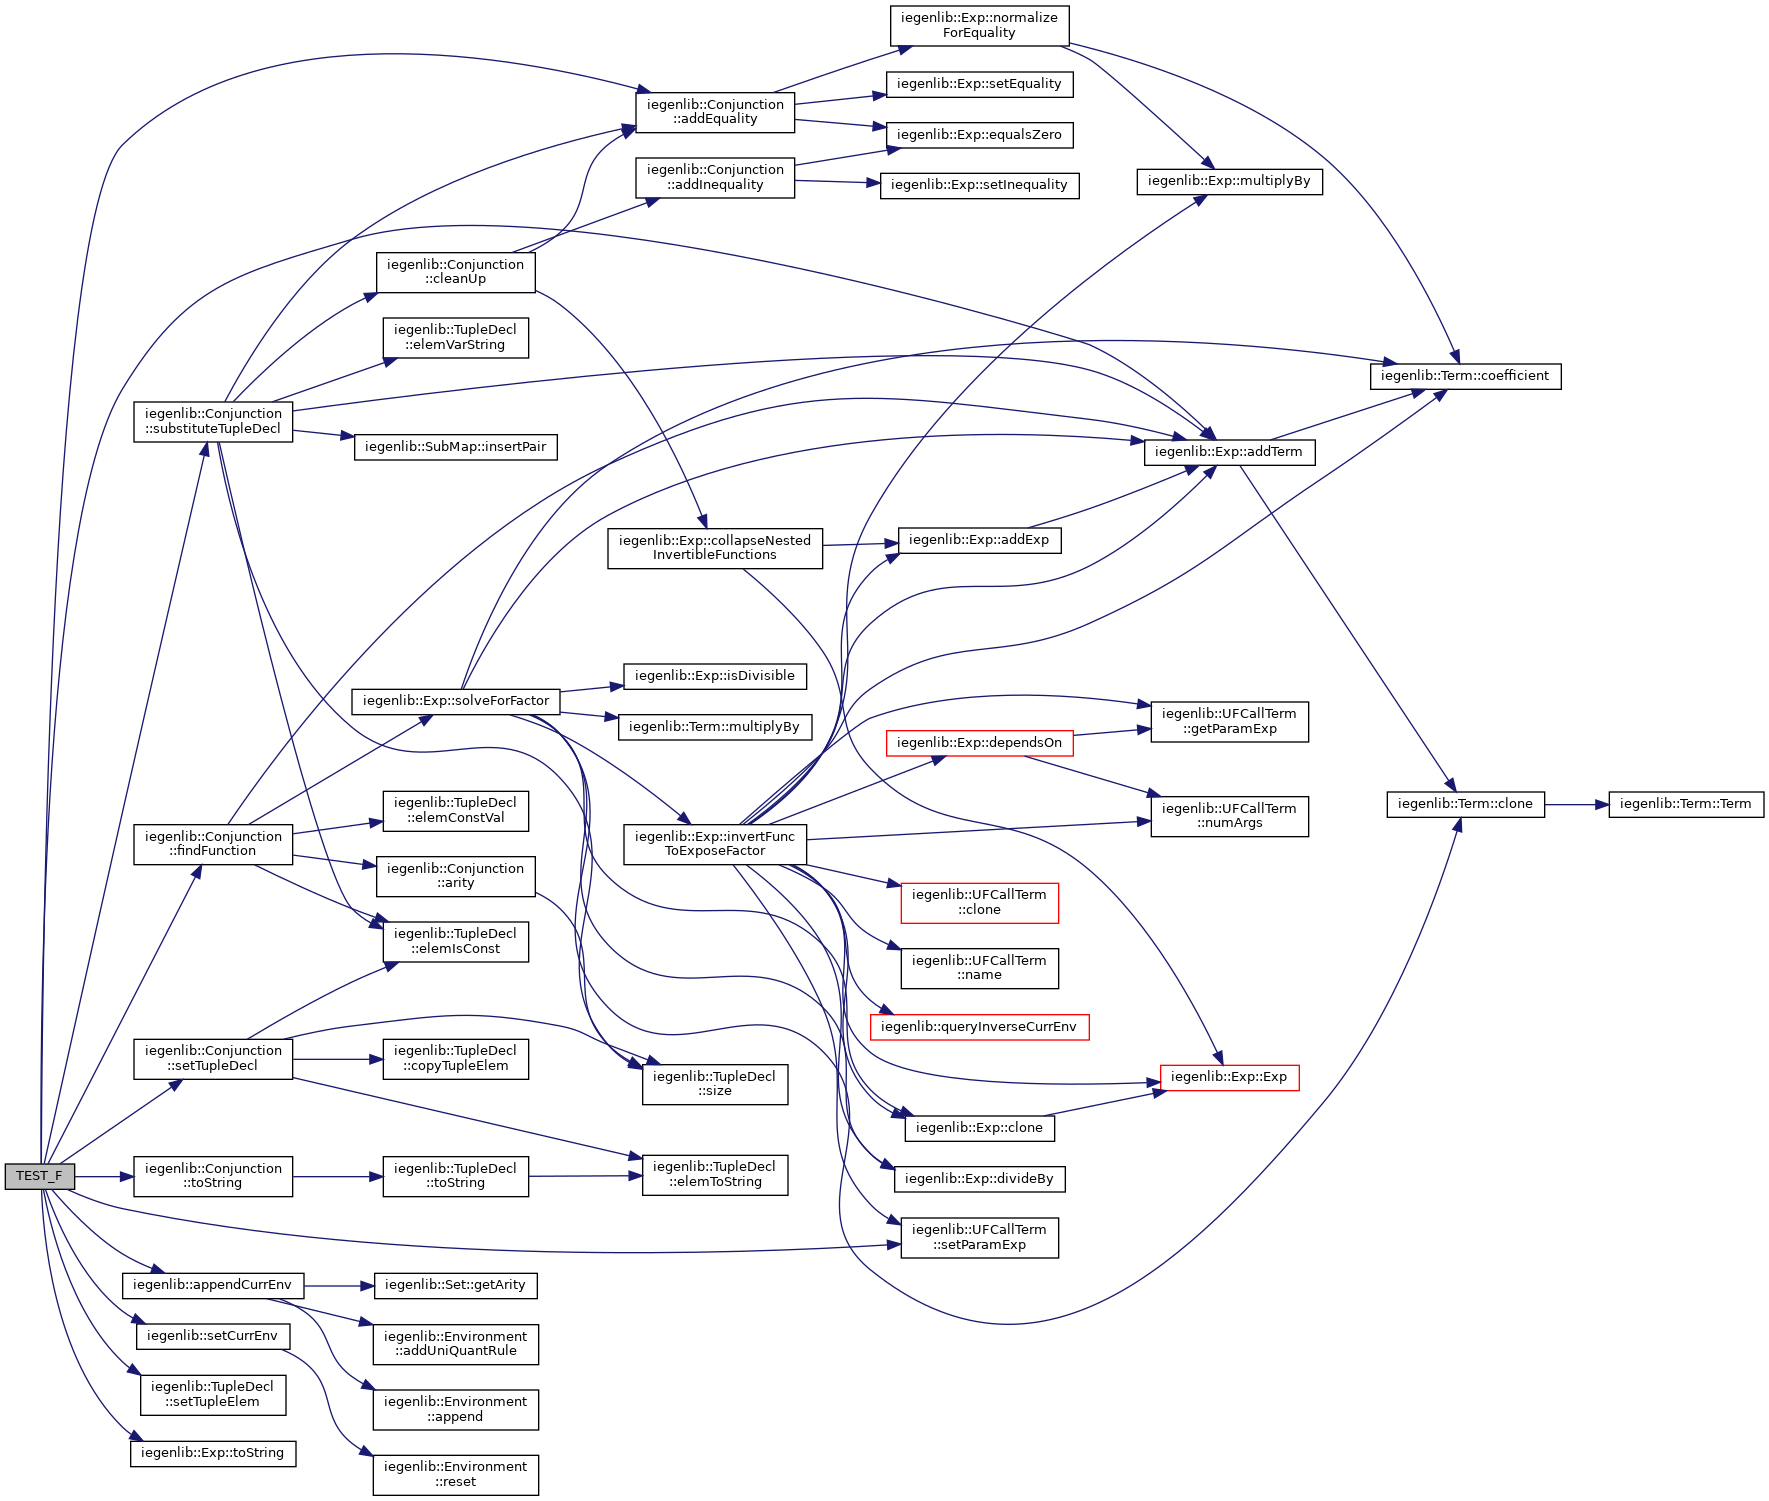 iegenlib::Exp::normalize
ForEquality
iegenlib::Exp::setEquality
iegenlib::Conjunction
::addEquality
iegenlib::Exp::equalsZero
iegenlib::Conjunction
::addInequality
iegenlib::Exp::setInequality
iegenlib::Exp::multiplyBy
iegenlib::Conjunction
::cleanUp
iegenlib::TupleDecl
::elemVarString
iegenlib::Term::coefficient
iegenlib::Conjunction
::substituteTupleDecl
iegenlib::SubMap::insertPair
iegenlib::Exp::addTerm
iegenlib::Exp::collapseNested
InvertibleFunctions
iegenlib::Exp::addExp
iegenlib::Exp::isDivisible
iegenlib::Exp::solveForFactor
iegenlib::Term::multiplyBy
iegenlib::UFCallTerm
::getParamExp
iegenlib::Exp::dependsOn
iegenlib::TupleDecl
::elemConstVal
iegenlib::UFCallTerm
::numArgs
iegenlib::Term::clone
iegenlib::Term::Term
iegenlib::Conjunction
::findFunction
iegenlib::Exp::invertFunc
ToExposeFactor
iegenlib::Conjunction
::arity
iegenlib::UFCallTerm
::clone
iegenlib::TupleDecl
::elemIsConst
iegenlib::UFCallTerm
::name
iegenlib::queryInverseCurrEnv
iegenlib::Conjunction
::setTupleDecl
iegenlib::TupleDecl
::copyTupleElem
iegenlib::TupleDecl
::size
iegenlib::Exp::Exp
iegenlib::Exp::clone
TEST_F
iegenlib::Conjunction
::toString
iegenlib::TupleDecl
::toString
iegenlib::TupleDecl
::elemToString
iegenlib::Exp::divideBy
iegenlib::UFCallTerm
::setParamExp
iegenlib::appendCurrEnv
iegenlib::Set::getArity
iegenlib::setCurrEnv
iegenlib::Environment
::addUniQuantRule
iegenlib::TupleDecl
::setTupleElem
iegenlib::Environment
::append
iegenlib::Exp::toString
iegenlib::Environment
::reset